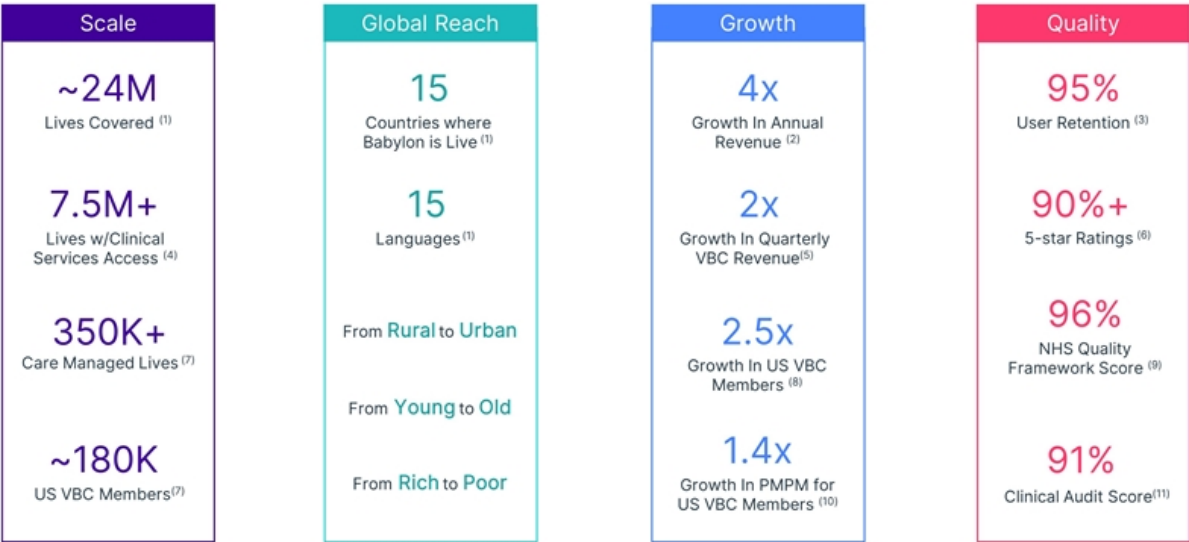 Scale
~24M
Lives Covered (1)
7.5M+
Lives w/Clinical
Services Access (4)
350K+
Care Managed Lives (7)
~180K
US VBC Members(7)
Global Reach
15
Countries where
Babylon is Live (1)
15
Languages(1)
From Rural to Urban
From Young to Old
From Rich to Poor
Growth
4x
Growth In Annual
Revenue (2)
2x
Growth In Quarterly
VBC Revenue(5)
2.5x
Growth In US VBC
Members (8)
1.4x
Growth In PMPM for
US VBC Members (10)
Quality
95%
User Retention (3)
90%+
5-star Ratings (6)
96%
NHS Quality
Framework Score (9)
91%
Clinical Audit Score(11)